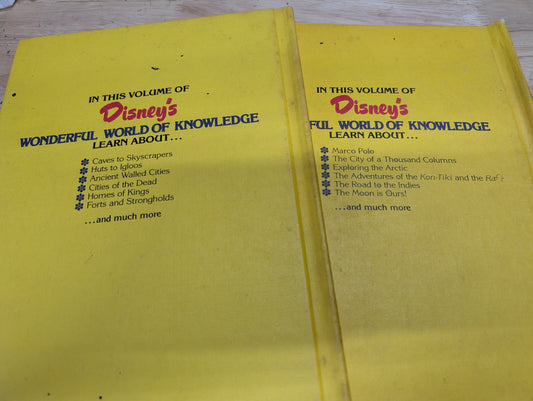 IN THIS VOLUME OF
Disney's
WONDERFUL WORLD OF KNOWLEDGE
LEARN ABOUT...
Caves to Skyscrapers
Huts to Igloos
Ancient Walled Cities
Cities of the Dead
Homes of Kings
Forts and Strongholds
...and much more
IN THIS VOLUME OF
Disney's
FUL WORLD OF KNOWLEDGE
LEARN ABOUT...
Marco Polo
The City of a Thousand Columns
Exploring the Arctic
The Adventures of the Kon-Tiki and the Ra
The Road to the Indies
The Moon is Ours!
...and much more